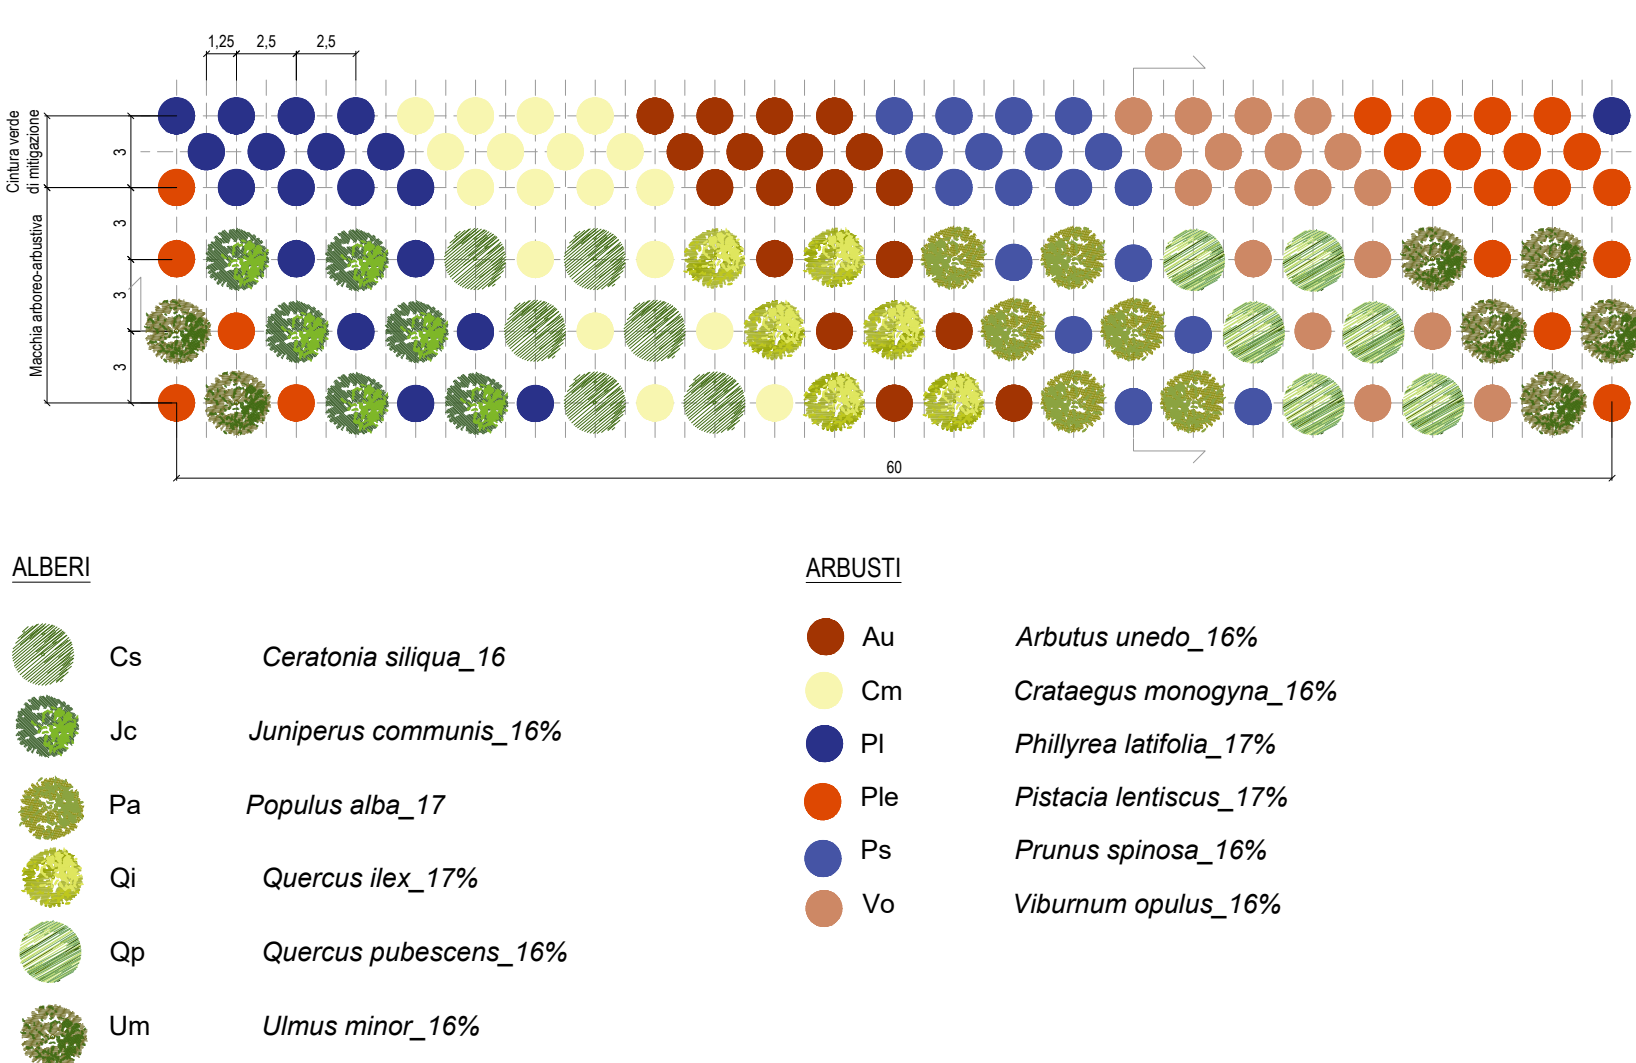 1,25 2,5 2,5
Cintura verde
di mitigazione
Macchia arboreo-arbustiva
3
3
3
3
60
ALBERI
Cs Ceratonia siliqua_16
Jc Juniperus communis_16%
Pa Populus alba_17
Qi Quercus ilex_17%
Qp Quercus pubescens_16%
Um Ulmus minor_16%
ARBUSTI
Au Arbutus unedo_16%
Cm Crataegus monogyna_16%
Pl Phillyrea latifolia_17%
Ple Pistacia lentiscus_17%
Ps Prunus spinosa_16%
Vo Viburnum opulus_16%